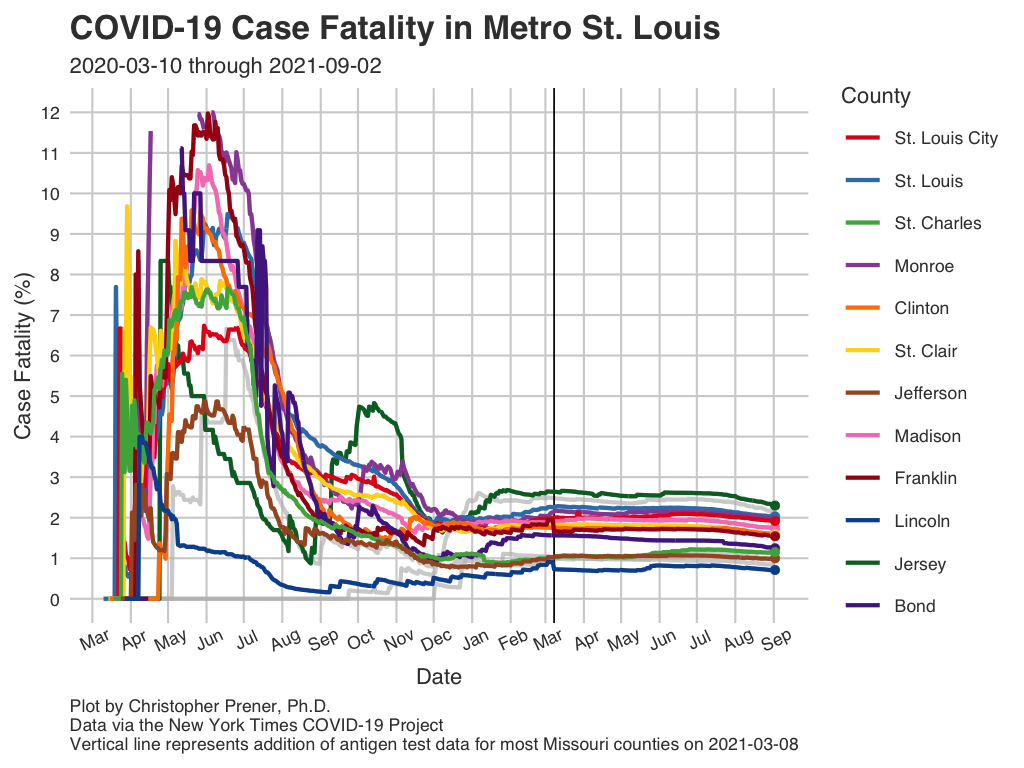 COVID-19 Case Fatality in Metro St. Louis
2020-03-10 through 2021-09-02
Case Fatality (%)
12
11
10
9
8
7
6
5
4
3
2
1
0
Mar Apr May Jun Jul Aug Sep Oct Nov Dec Jan Feb Mar Apr May Jun Jul Aug Sep
Date
County
St. Louis City
St. Louis
St. Charles
Monroe
Clinton
St. Clair
Jefferson
Madison
Franklin
Lincoln
Jersey
Bond
Plot by Christopher Prener, Ph.D.
Data via the New York Times COVID-19 Project
Vertical line represents addition of antigen test data for most Missouri counties on 2021-03-08